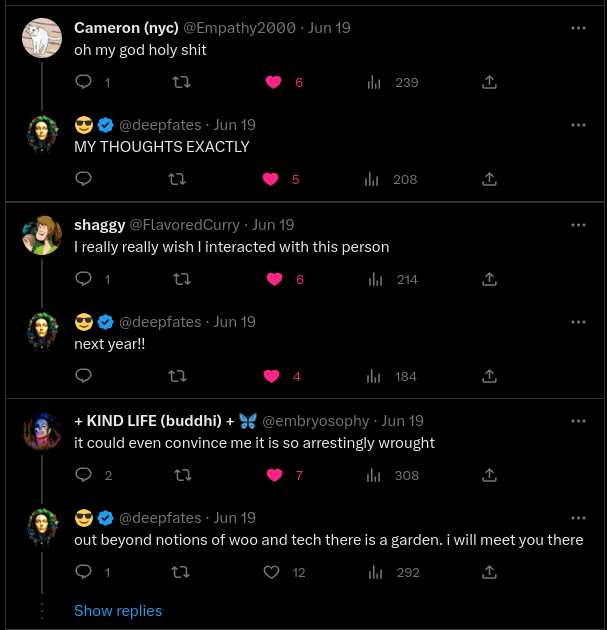 Cameron (nyc) @Empathy2000 · Jun 19
oh my god holy shit
1 6 239
😎 @deepfates · Jun 19
MY THOUGHTS EXACTLY
5 208
shaggy @FlavoredCurry · Jun 19
I really really wish I interacted with this person
1 6 214
😎 @deepfates · Jun 19
next year!!
4 184
+ KIND LIFE (buddhi) + 🦋 @embryosophy · Jun 19
it could even convince me it is so arrestingly wrought
2 7 308
😎 @deepfates · Jun 19
out beyond notions of woo and tech there is a garden. i will meet you there
1 12 292
Show replies